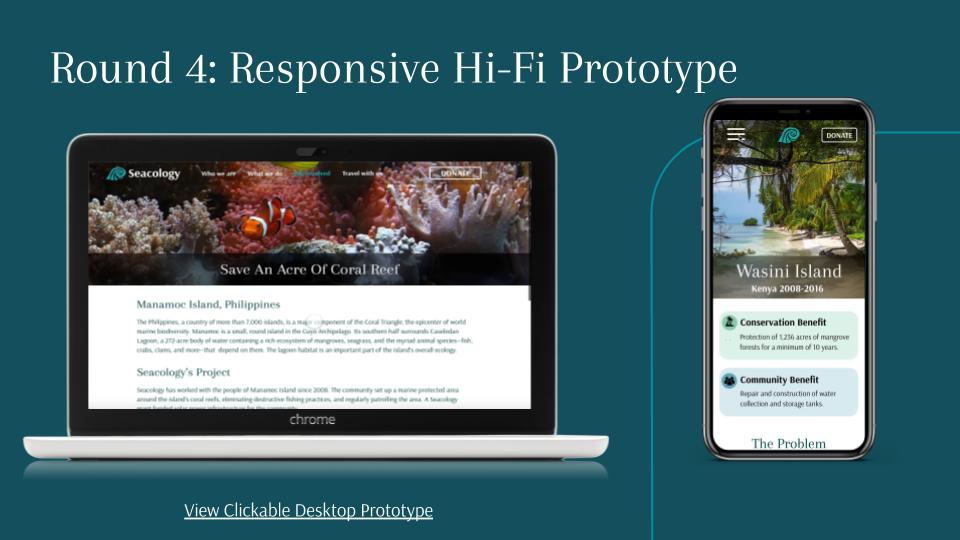 Round 4: Responsive Hi-Fi Prototype
Seacology
Who we are What we do Get involved Travel with us DONATE
Save An Acre Of Coral Reef
Manamoc Island, Philippines
The Philippines, a country of more than 7,000 islands, is a major component of the Coral Triangle, the epicenter of world
marine biodiversity. Manamoc is a small, round island in the Cuyo Archipelago. Its southern half surrounds Cawiedan
Lagoon, a 272-acre body of water containing a rich ecosystem of mangroves, seagrass, and the myriad animal species–fish,
crabs, clams, and more–that depend on them. The lagoon habitat is an important part of the island's overall ecology.
Seacology's Project
Seacology has worked with the people of Manamoc Island since 2008. The community set up a marine protected area
around the island's coral reefs, eliminating destructive fishing practices, and regularly patrolling the area. A Seacology
grant funded solar power infrastructure for the community.
chrome
View Clickable Desktop Prototype
DONATE
Wasini Island
Kenya 2008-2016
Conservation Benefit
Protection of 1,236 acres of mangrove
forests for a minimum of 10 years.
Community Benefit
Repair and construction of water
collection and storage tanks.
The Problem